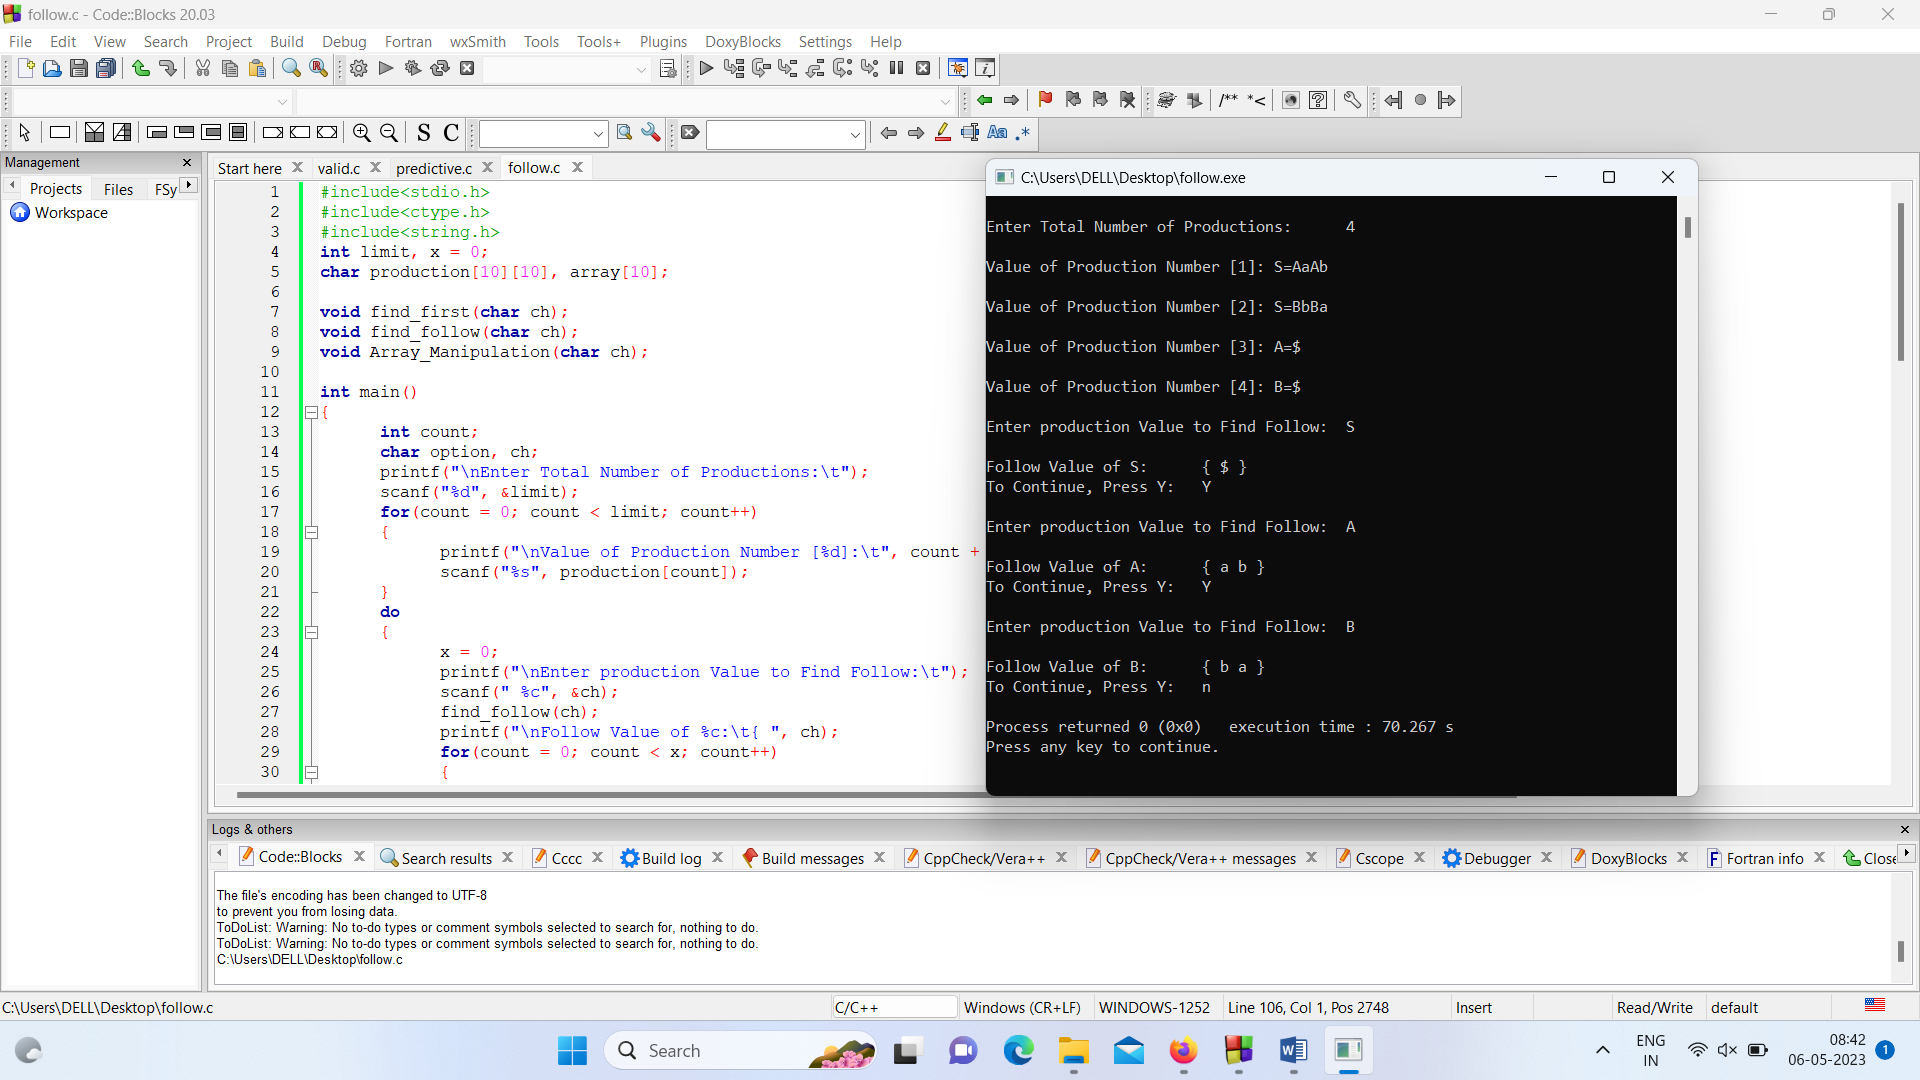 follow.c - Code::Blocks 20.03
File Edit View Search Project Build Debug Fortran wxSmith Tools Tools+ Plugins DoxyBlocks Settings Help
/** *<
S C
Aa .*
Management
Projects Files FSy
Workspace
Start here valid.c predictive.c follow.c
1 #include<stdio.h>
2 #include<ctype.h>
3 #include<string.h>
4 int limit, x = 0;
5 char production[10][10], array[10];
6
7 void find_first(char ch);
8 void find_follow(char ch);
9 void Array_Manipulation(char ch);
10
11 int main()
12 {
13 int count;
14 char option, ch;
15 printf("\nEnter Total Number of Productions:\t");
16 scanf("%d", &limit);
17 for(count = 0; count < limit; count++)
18 {
19 printf("\nValue of Production Number [%d]:\t", count +
20 scanf("%s", production[count]);
21 }
22 do
23 {
24 x = 0;
25 printf("\nEnter production Value to Find Follow:\t");
26 scanf(" %c", &ch);
27 find_follow(ch);
28 printf("\nFollow Value of %c:\t{ ", ch);
29 for(count = 0; count < x; count++)
30 {
C:\Users\DELL\Desktop\follow.exe
Enter Total Number of Productions: 4
Value of Production Number [1]: S=AaAb
Value of Production Number [2]: S=BbBa
Value of Production Number [3]: A=$
Value of Production Number [4]: B=$
Enter production Value to Find Follow: S
Follow Value of S: { $ }
To Continue, Press Y: Y
Enter production Value to Find Follow: A
Follow Value of A: { a b }
To Continue, Press Y: Y
Enter production Value to Find Follow: B
Follow Value of B: { b a }
To Continue, Press Y: n
Process returned 0 (0x0) execution time : 70.267 s
Press any key to continue.
Logs & others
Code::Blocks Search results Cccc Build log Build messages CppCheck/Vera++ CppCheck/Vera++ messages Cscope Debugger DoxyBlocks Fortran info Close
The file's encoding has been changed to UTF-8
to prevent you from losing data.
ToDoList: Warning: No to-do types or comment symbols selected to search for, nothing to do.
ToDoList: Warning: No to-do types or comment symbols selected to search for, nothing to do.
C:\Users\DELL\Desktop\follow.c
C:\Users\DELL\Desktop\follow.c C/C++ Windows (CR+LF) WINDOWS-1252 Line 106, Col 1, Pos 2748 Insert Read/Write default
Search
ENG
IN
08:42
06-05-2023
1